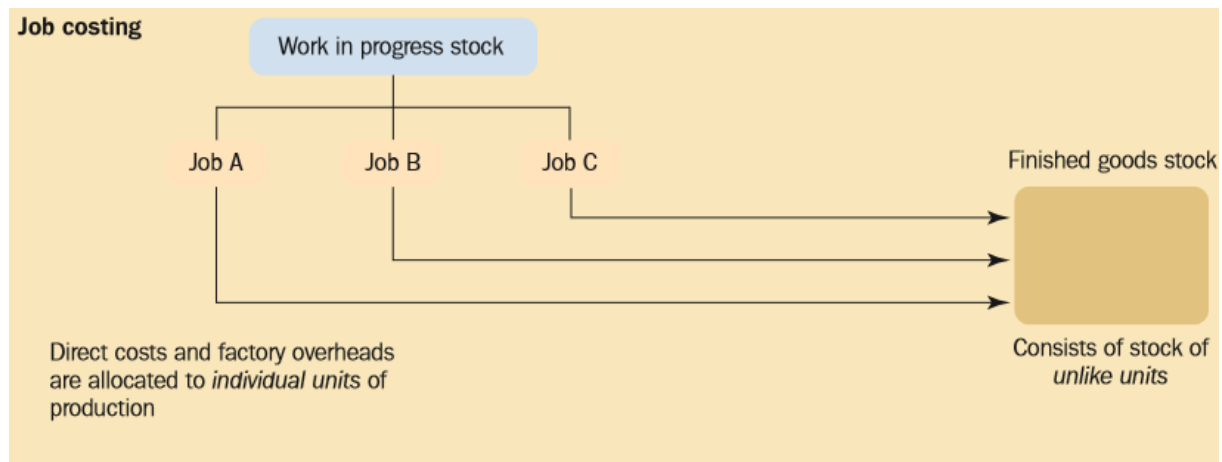 Job costing
Work in progress stock
Job A
Job B
Job C
Finished goods stock
Direct costs and factory overheads
are allocated to individual units of
production
Consists of stock of
unlike units